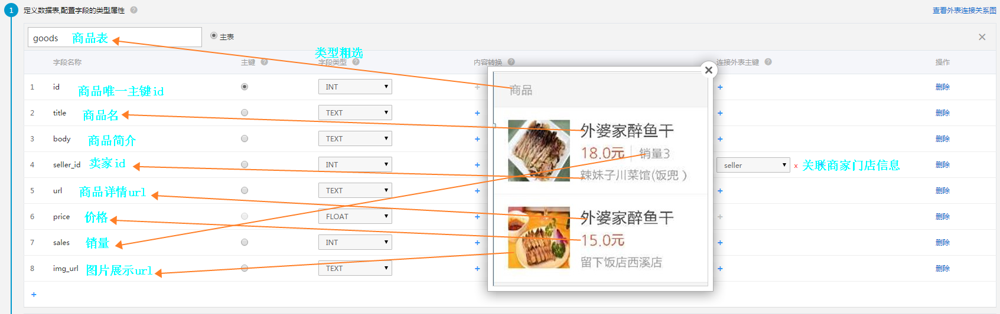 1 定义数据表,配置字段的类型属性 ? 查看外表连接关系图
goods 商品表 主表
类型相选
字段名称 主键 ? 字段类型 ? 内容转换 ? 连接外表主键 ? 操作
1 id 商品唯一主键id INT + + 删除
2 title 商品名 TEXT + + 删除
3 body 商品简介 TEXT + + 删除
4 seller_id 卖家id INT + seller x 关联商家门店信息 删除
5 url 商品详情url TEXT + + 删除
6 price 价格 FLOAT + + 删除
7 sales 销量 INT + + 删除
8 img_url 图片展示url TEXT + + 删除
+
商品
外婆家醉鱼干
18.0元 销量3
辣妹子川菜馆(饭兜)
外婆家醉鱼干
15.0元
留下饭店西溪店